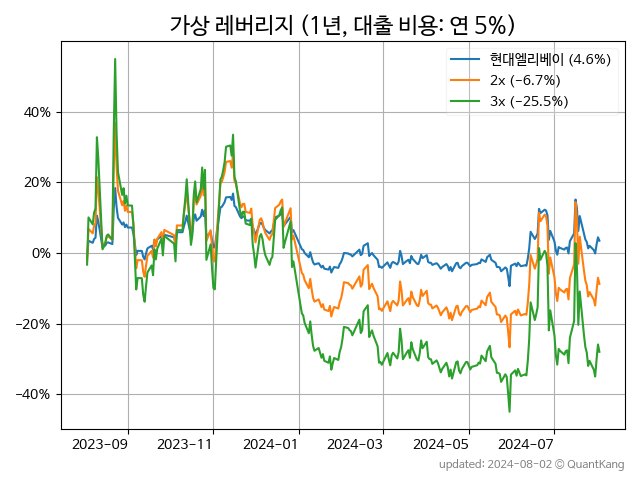 가상 레버리지 (1년, 대출 비용: 연 5%)
현대엘리베이 (4.6%)
2x (−6.7%)
3x (−25.5%)
40%
20%
0%
−20%
−40%
2023-09 2023-11 2024-01 2024-03 2024-05 2024-07
updated: 2024-08-02 © QuantKang